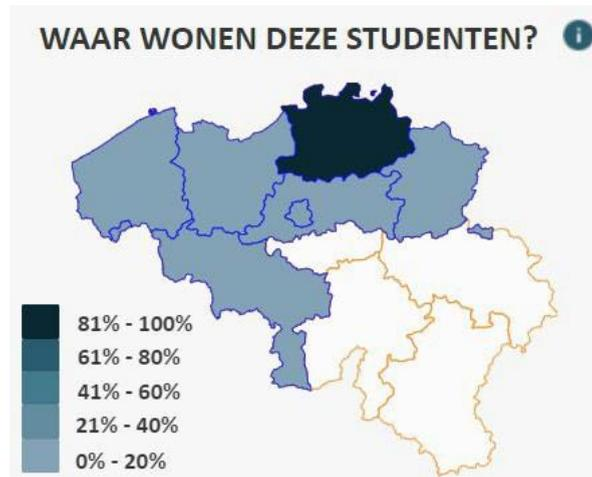 WAAR WONEN DEZE STUDENTEN? i
81% - 100%
61% - 80%
41% - 60%
21% - 40%
0% - 20%